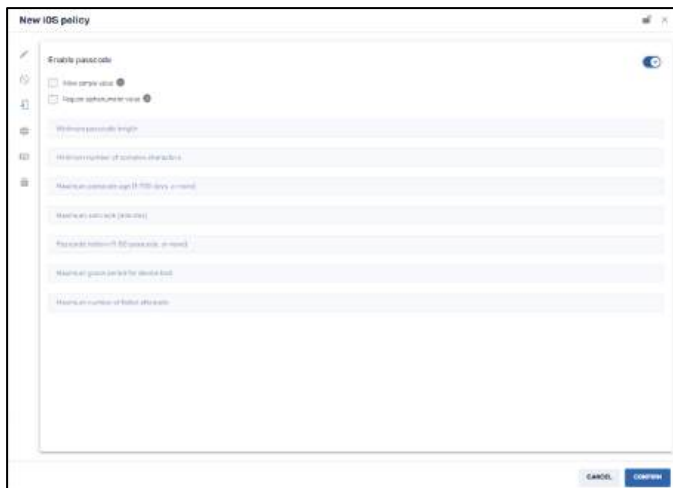 New iOS policy
Enable passcode
Allow simple value
Require alphanumeric value
Minimum passcode length
Minimum number of complex characters
Maximum passcode age (1-730 days, or none)
Maximum auto-lock (minutes)
Passcode history (1-50 passcodes, or none)
Maximum grace period for device lock
Maximum number of failed attempts
CANCEL
CONFIRM